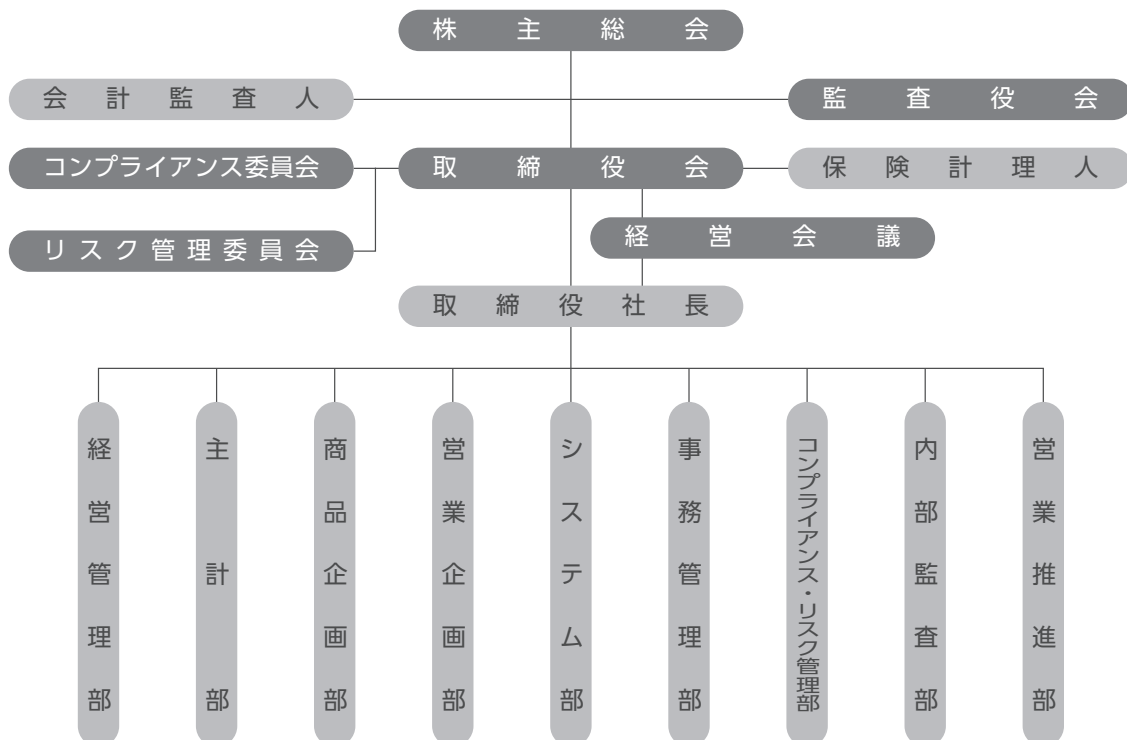 株主総会
会計監査人
監査役会
コンプライアンス委員会
取締役会
保険計理人
リスク管理委員会
経営会議
取締役社長
経営管理部
主計部
商品企画部
営業企画部
システム部
事務管理部
コンプライアンス・リスク管理部
内部監査部
営業推進部